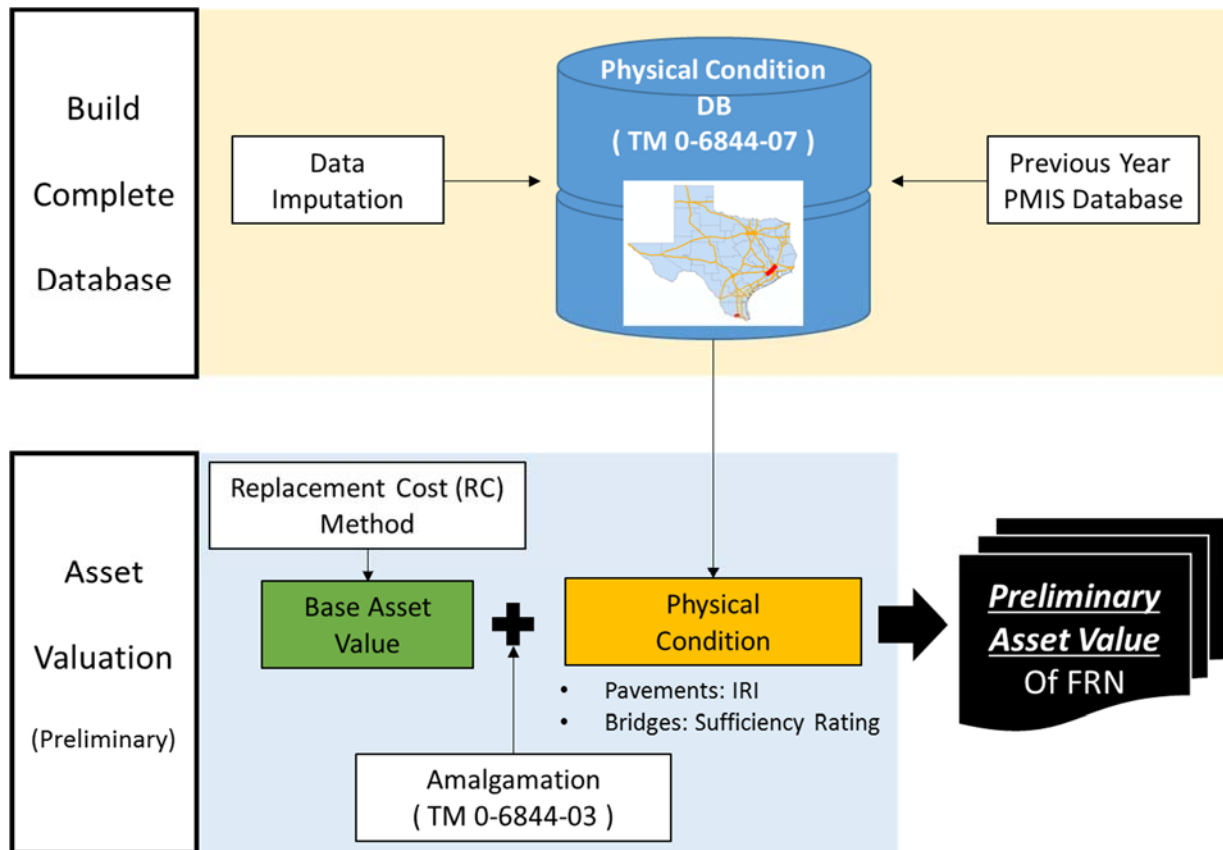 Build
Complete
Database
Physical Condition
DB
( TM 0-6844-07 )
Data
Imputation
Previous Year
PMIS Database
Asset
Valuation
(Preliminary)
Replacement Cost (RC)
Method
Base Asset
Value
Physical
Condition
• Pavements: IRI
• Bridges: Sufficiency Rating
Amalgamation
( TM 0-6844-03 )
Preliminary
Asset Value
Of FRN